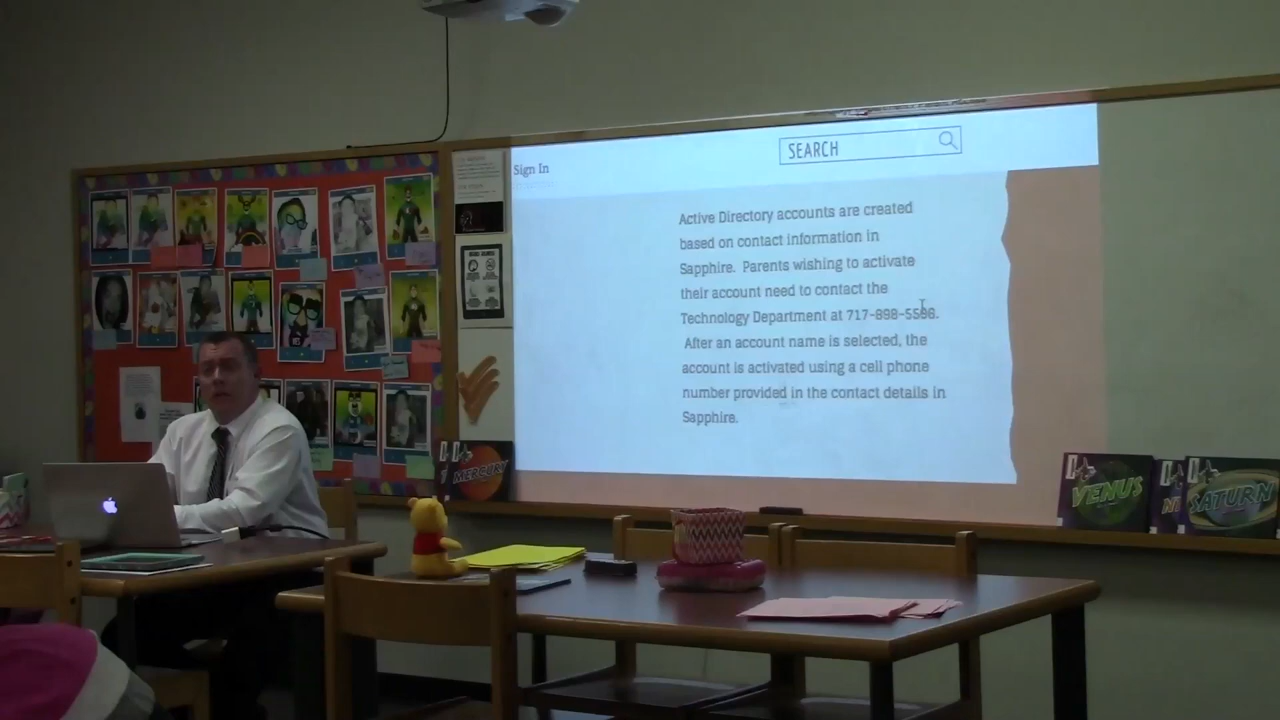 SEARCH
Sign In
Active Directory accounts are created
based on contact information in
Sapphire. Parents wishing to activate
their account need to contact the
Technology Department at 717-898-5586.
After an account name is selected, the
account is activated using a cell phone
number provided in the contact details in
Sapphire.
MERCURY
VENUS
SATURN